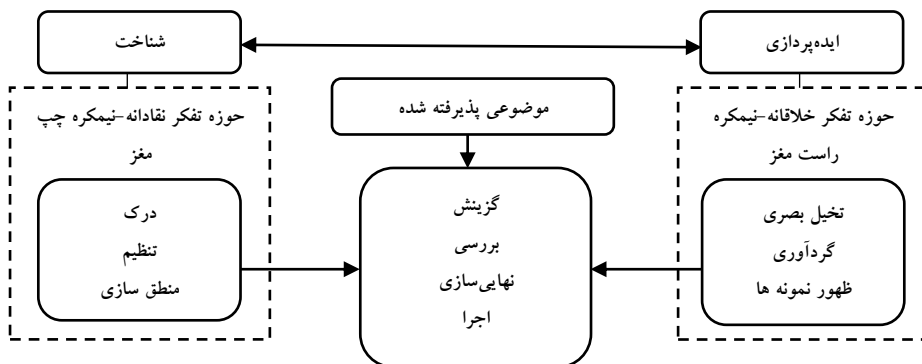 ایده‌پردازی
شناخت
حوزه تفکر خلاقانه-نیمکره
راست مغز
تخیل بصری
گردآوری
ظهور نمونه ها
موضوعی پذیرفته شده
گزینش
بررسی
نهایی‌سازی
اجرا
حوزه تفکر نقادانه-نیمکره چپ
مغز
درک
تنظیم
منطق سازی